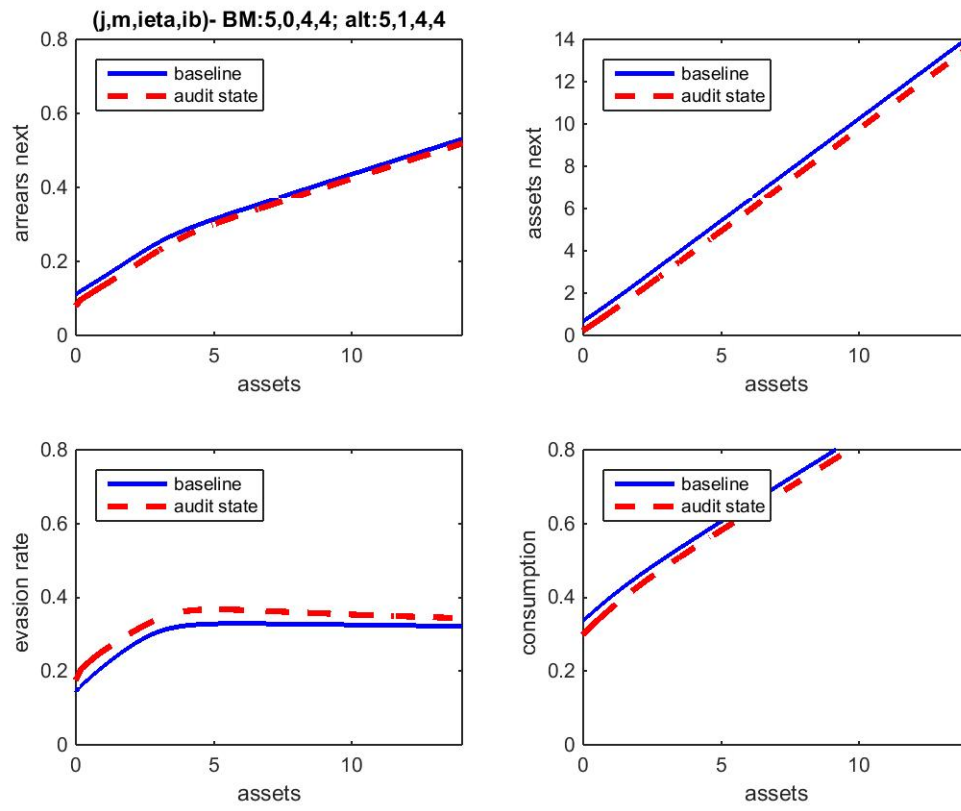 (j,m,ieta,ib)- BM:5,0,4,4; alt:5,1,4,4
0.8
0.6
0.4
0.2
0
arrears next
baseline
audit state
0 5 10
assets
14
12
10
8
6
4
2
0
assets next
baseline
audit state
0 5 10
assets
0.8
0.6
0.4
0.2
0
evasion rate
baseline
audit state
0 5 10
assets
0.8
0.6
0.4
0.2
0
consumption
baseline
audit state
0 5 10
assets